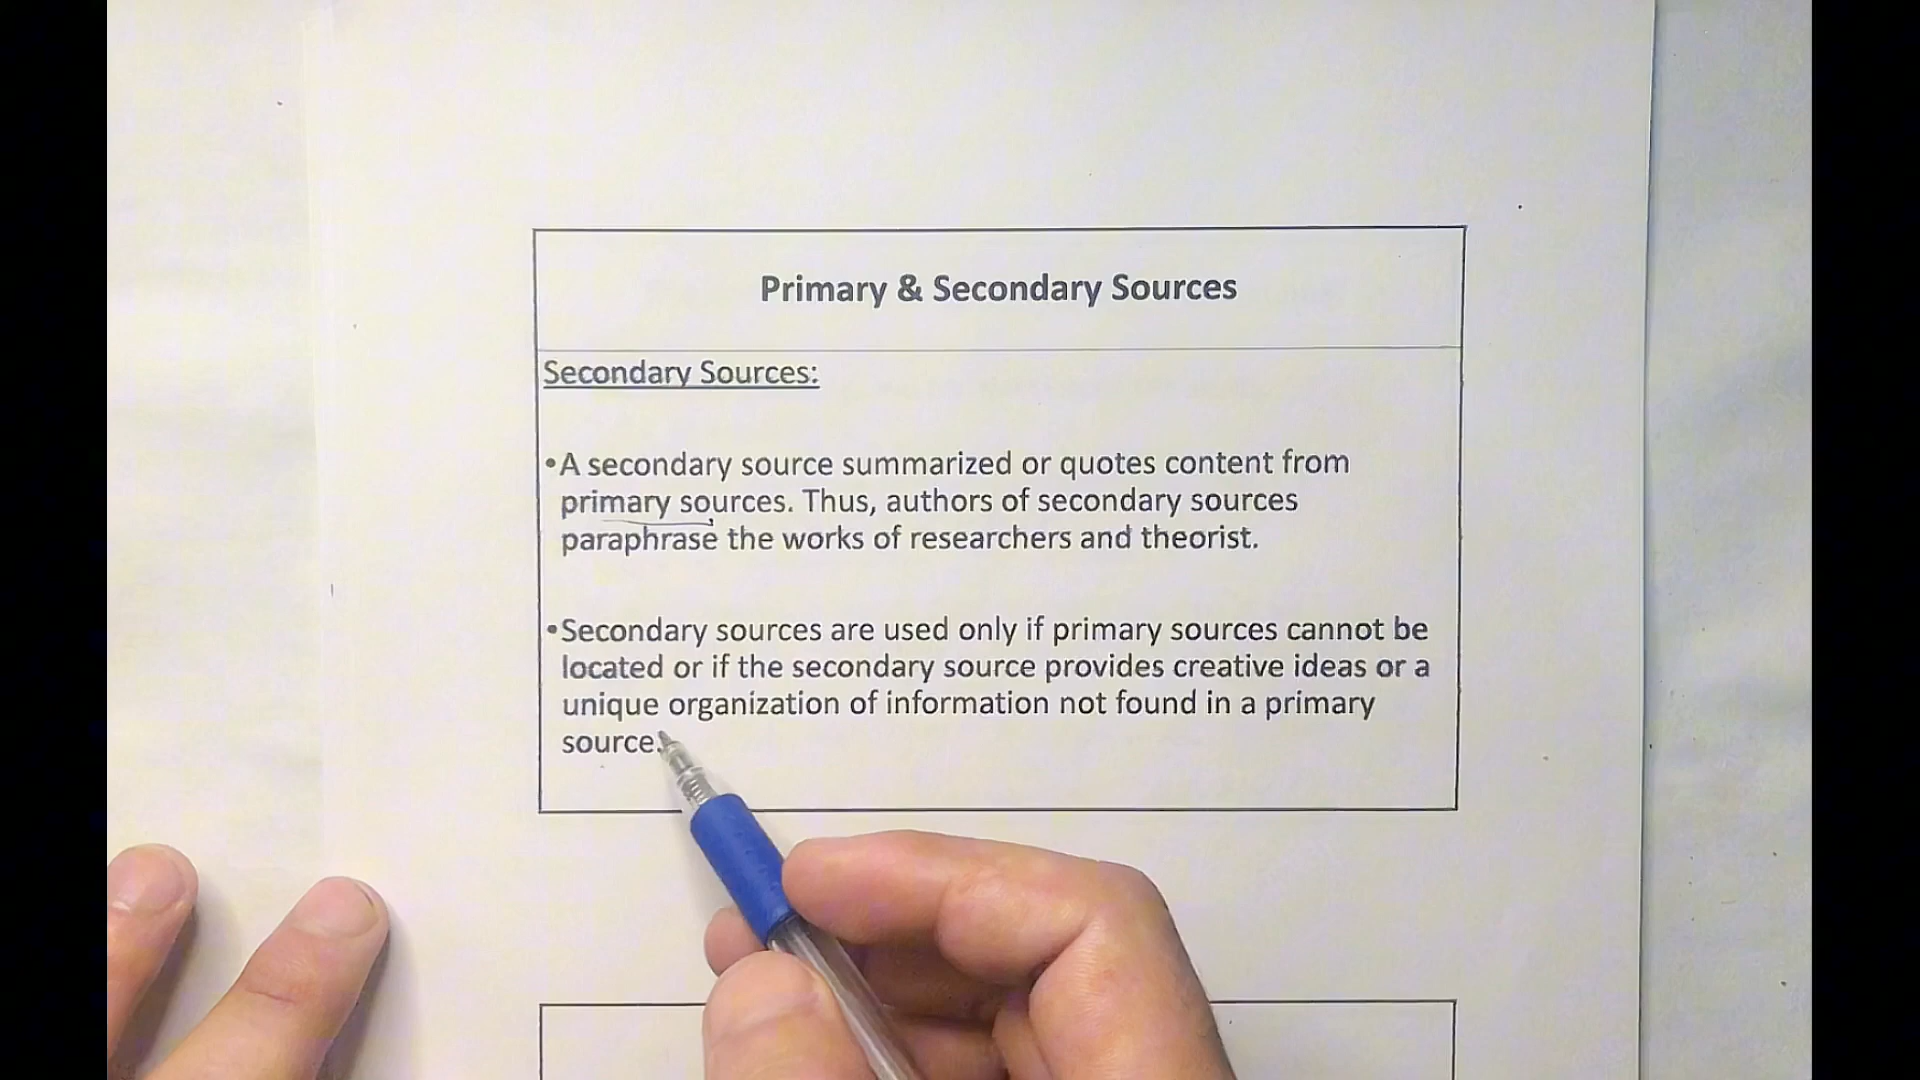 Primary & Secondary Sources
Secondary Sources:
•A secondary source summarized or quotes content from
primary sources. Thus, authors of secondary sources
paraphrase the works of researchers and theorist.
•Secondary sources are used only if primary sources cannot be
located or if the secondary source provides creative ideas or a
unique organization of information not found in a primary
source.